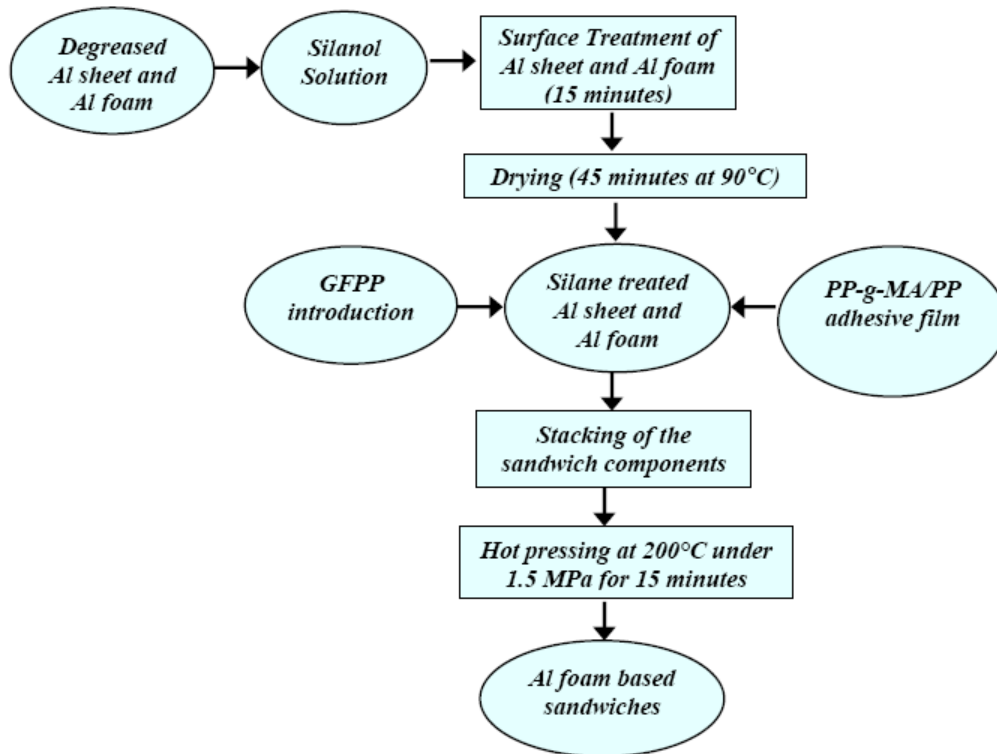 Degreased
Al sheet and
Al foam
Silanol
Solution
Surface Treatment of
Al sheet and Al foam
(15 minutes)
Drying (45 minutes at 90°C)
GFPP
introduction
Silane treated
Al sheet and
Al foam
PP-g-MA/PP
adhesive film
Stacking of the
sandwich components
Hot pressing at 200°C under
1.5 MPa for 15 minutes
Al foam based
sandwiches